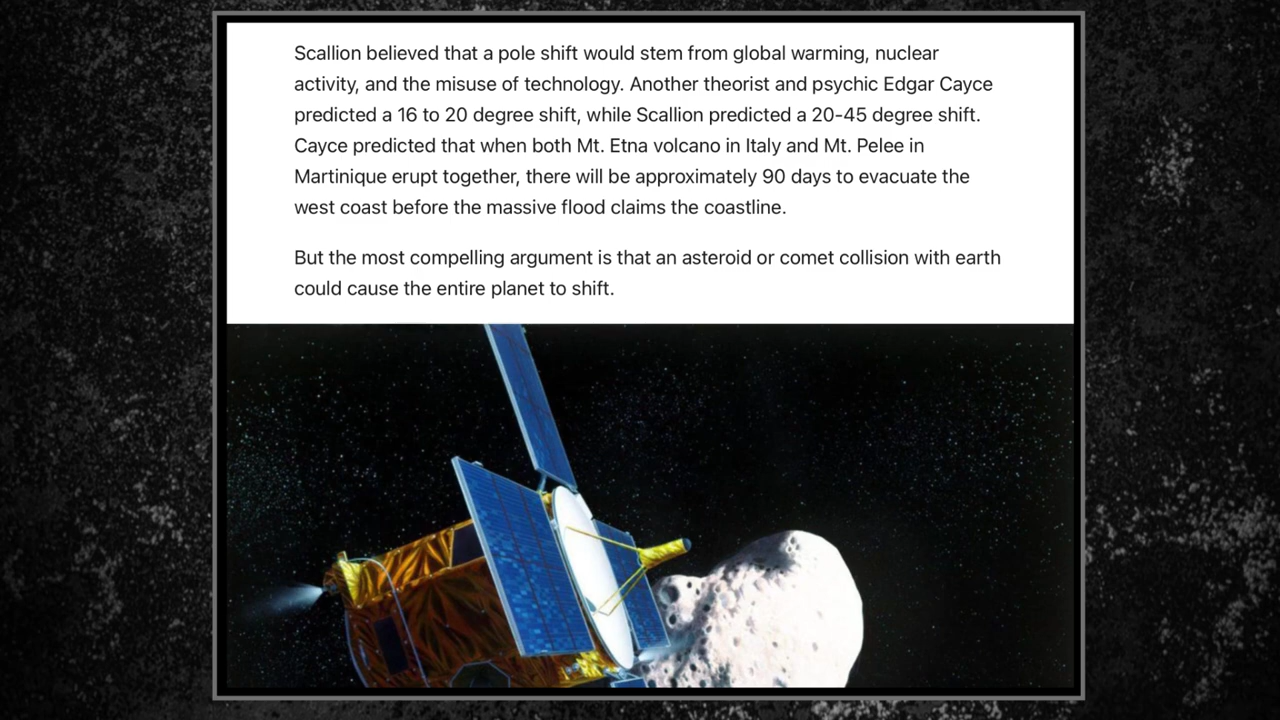 Scallion believed that a pole shift would stem from global warming, nuclear
activity, and the misuse of technology. Another theorist and psychic Edgar Cayce
predicted a 16 to 20 degree shift, while Scallion predicted a 20-45 degree shift.
Cayce predicted that when both Mt. Etna volcano in Italy and Mt. Pelee in
Martinique erupt together, there will be approximately 90 days to evacuate the
west coast before the massive flood claims the coastline.
But the most compelling argument is that an asteroid or comet collision with earth
could cause the entire planet to shift.